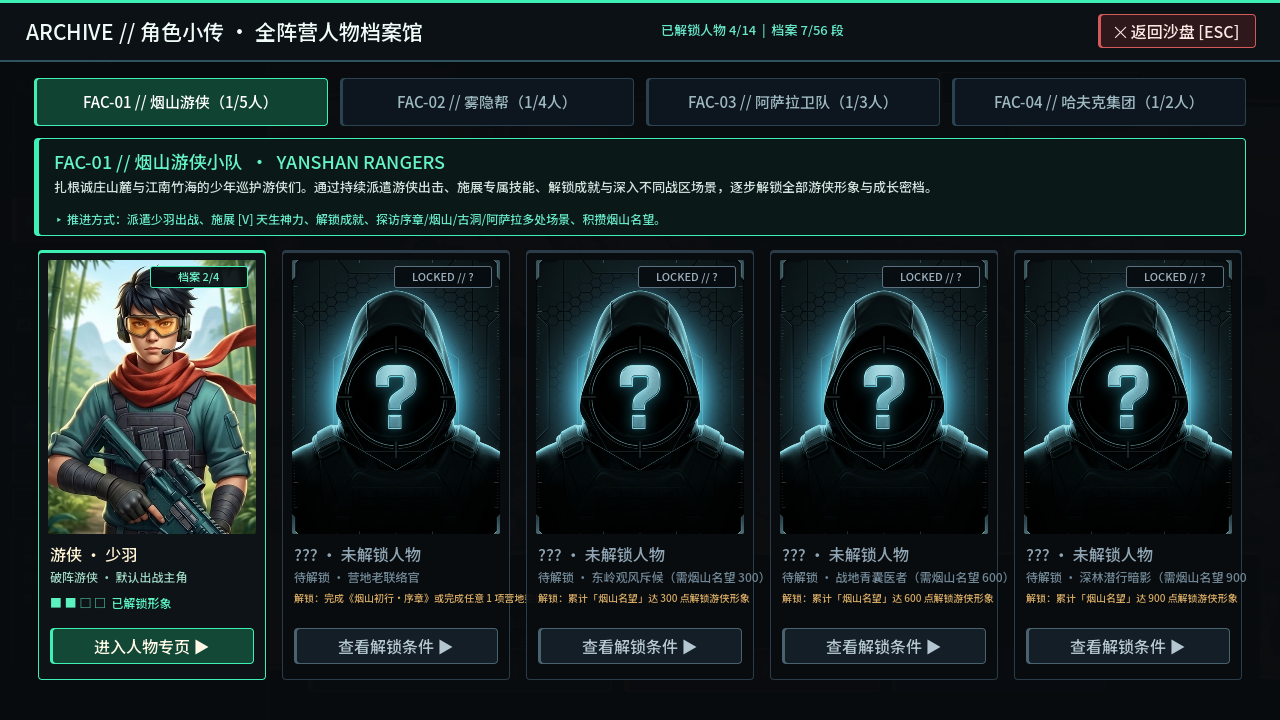 ARCHIVE // 角色小传 · 全阵营人物档案馆
已解锁人物 4/14 | 档案 7/56 段
× 返回沙盘 [ESC]
FAC-01 // 烟山游侠（1/5人）
FAC-02 // 雾隐帮（1/4人）
FAC-03 // 阿萨拉卫队（1/3人）
FAC-04 // 哈夫克集团（1/2人）
FAC-01 // 烟山游侠小队 · YANSHAN RANGERS
扎根诚庄山麓与江南竹海的少年巡护游侠们。通过持续派遣游侠出击、施展专属技能、解锁成就与深入不同战区场景，逐步解锁全部游侠形象与成长密档。
▸ 推进方式：派遣少羽出战、施展 [V] 天生神力、解锁成就、探访序章/烟山/古洞/阿萨拉多处场景、积攒烟山名望。
档案 2/4
游侠 · 少羽
破阵游侠 · 默认出战主角
■ ■ □ □ 已解锁形象
进入人物专页 ▶
LOCKED // ?
??? · 未解锁人物
待解锁 · 营地老联络官
解锁：完成《烟山初行·序章》或完成任意 1 项营地
查看解锁条件 ▶
LOCKED // ?
??? · 未解锁人物
待解锁 · 东岭观风斥候（需烟山名望 300）
解锁：累计「烟山名望」达 300 点解锁游侠形象
查看解锁条件 ▶
LOCKED // ?
??? · 未解锁人物
待解锁 · 战地青囊医者（需烟山名望 600）
解锁：累计「烟山名望」达 600 点解锁游侠形象
查看解锁条件 ▶
LOCKED // ?
??? · 未解锁人物
待解锁 · 深林潜行暗影（需烟山名望 900
解锁：累计「烟山名望」达 900 点解锁游侠形象
查看解锁条件 ▶